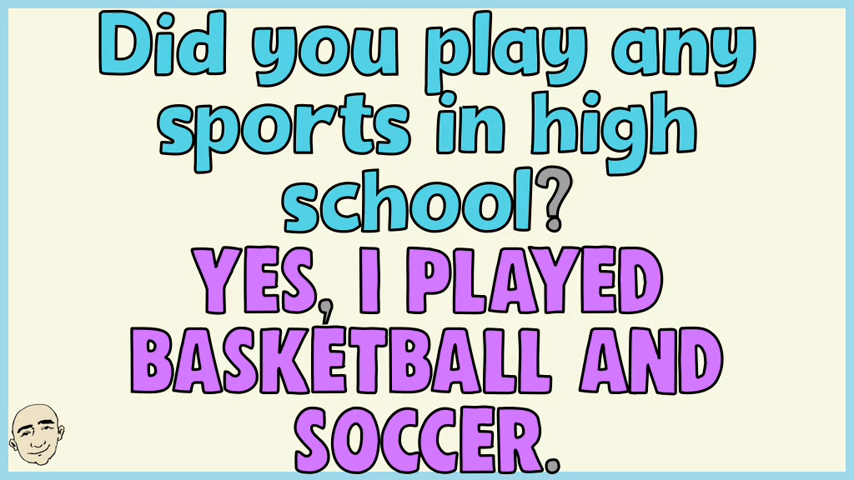 Did you play any
sports in high
school?
YES, I PLAYED
BASKETBALL AND
SOCCER.